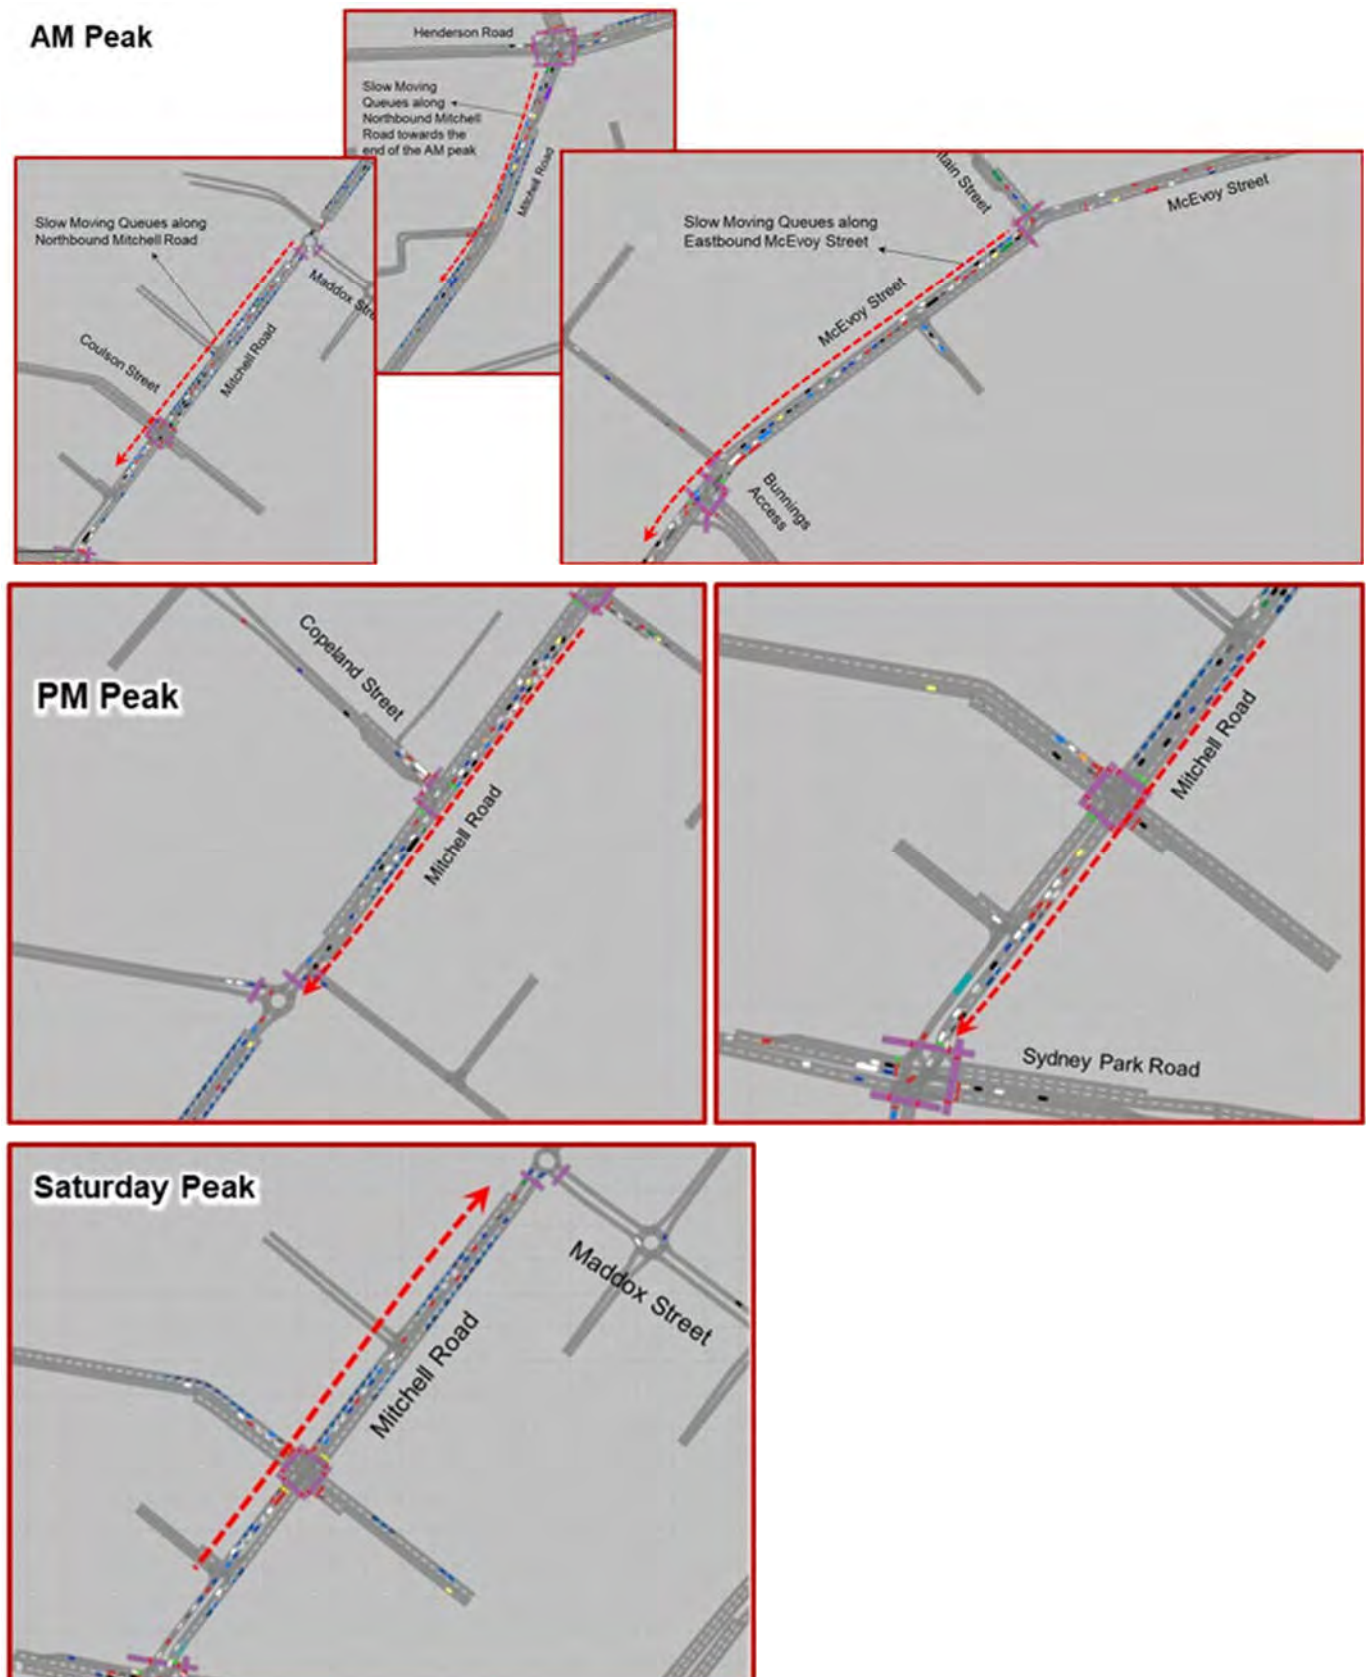 AM Peak
Henderson Road
Slow Moving
Queues along
Northbound Mitchell
Road towards the
end of the AM peak
Mitchell Road
Slow Moving Queues along
Northbound Mitchell Road
Maddox Stre
Coulson Street
Mitchell Road
ntain Street
McEvoy Street
Slow Moving Queues along
Eastbound McEvoy Street
McEvoy Street
Bunnings
Access
PM Peak
Copeland Street
Mitchell Road
Mitchell Road
Sydney Park Road
Saturday Peak
Maddox Street
Mitchell Road